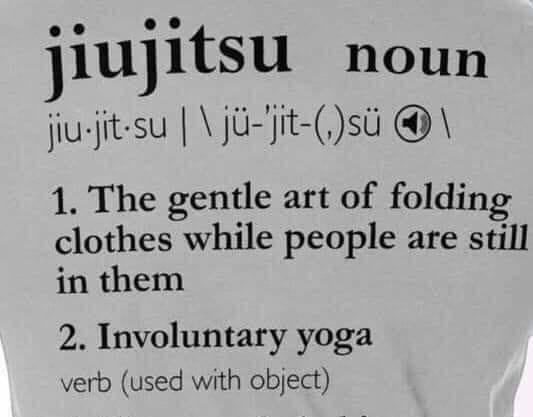 jiujitsu noun
jiu·jit·su | \ jü-'jit-(,)sü \
1. The gentle art of folding
clothes while people are still
in them
2. Involuntary yoga
verb (used with object)